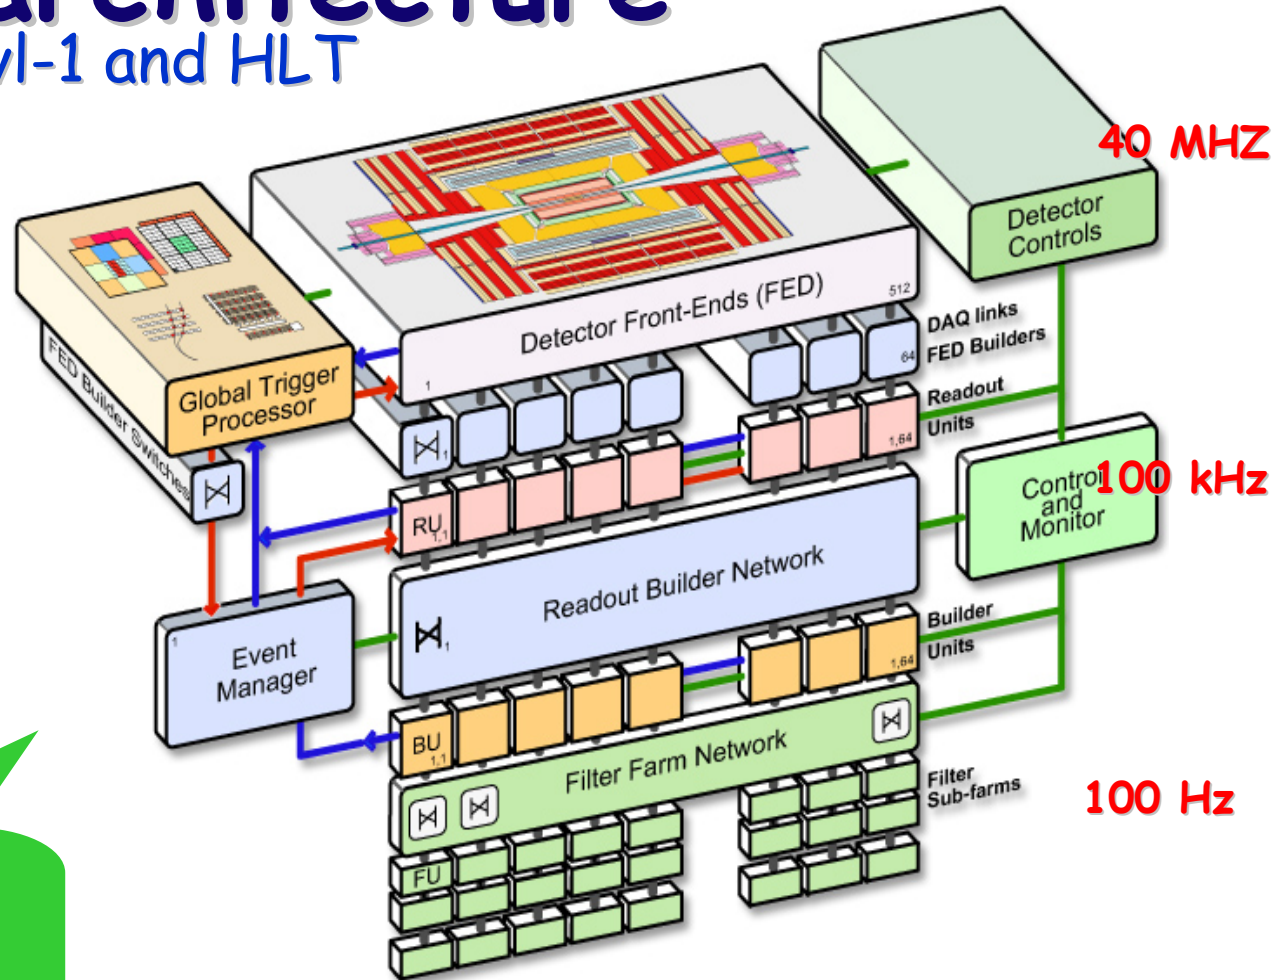 architecture
vl-1 and HLT
40 MHZ
Detector
Controls
Detector Front-Ends (FED)
512
1
DAQ links
FED Builders
64
Global Trigger
Processor
FED Builder Switches
1
Readout
Units
1,64
RU
1,1
100 kHz
Control
and
Monitor
Readout Builder Network
1
Event
Manager
1
Builder
Units
1,64
BU
1,1
Filter Farm Network
Filter
Sub-farms
100 Hz
FU